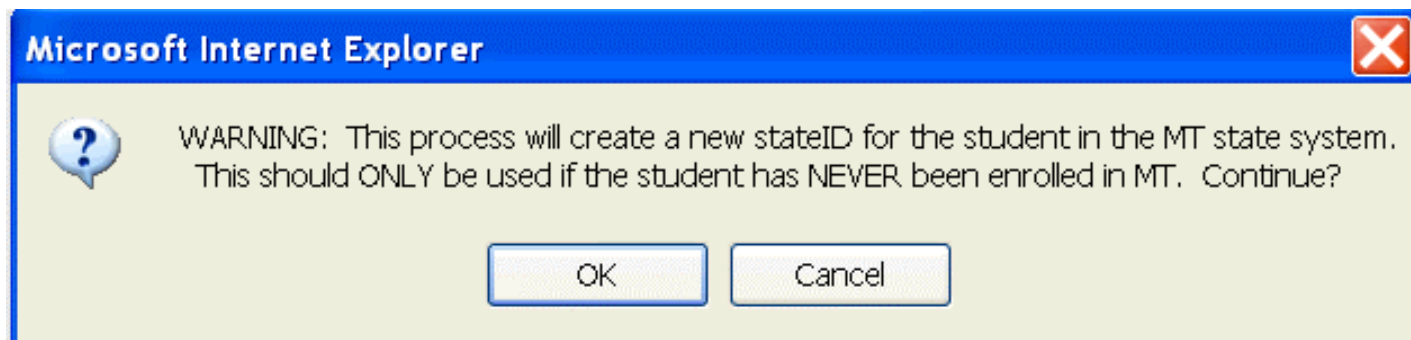 Microsoft Internet Explorer
WARNING: This process will create a new stateID for the student in the MT state system.
This should ONLY be used if the student has NEVER been enrolled in MT. Continue?
OK Cancel